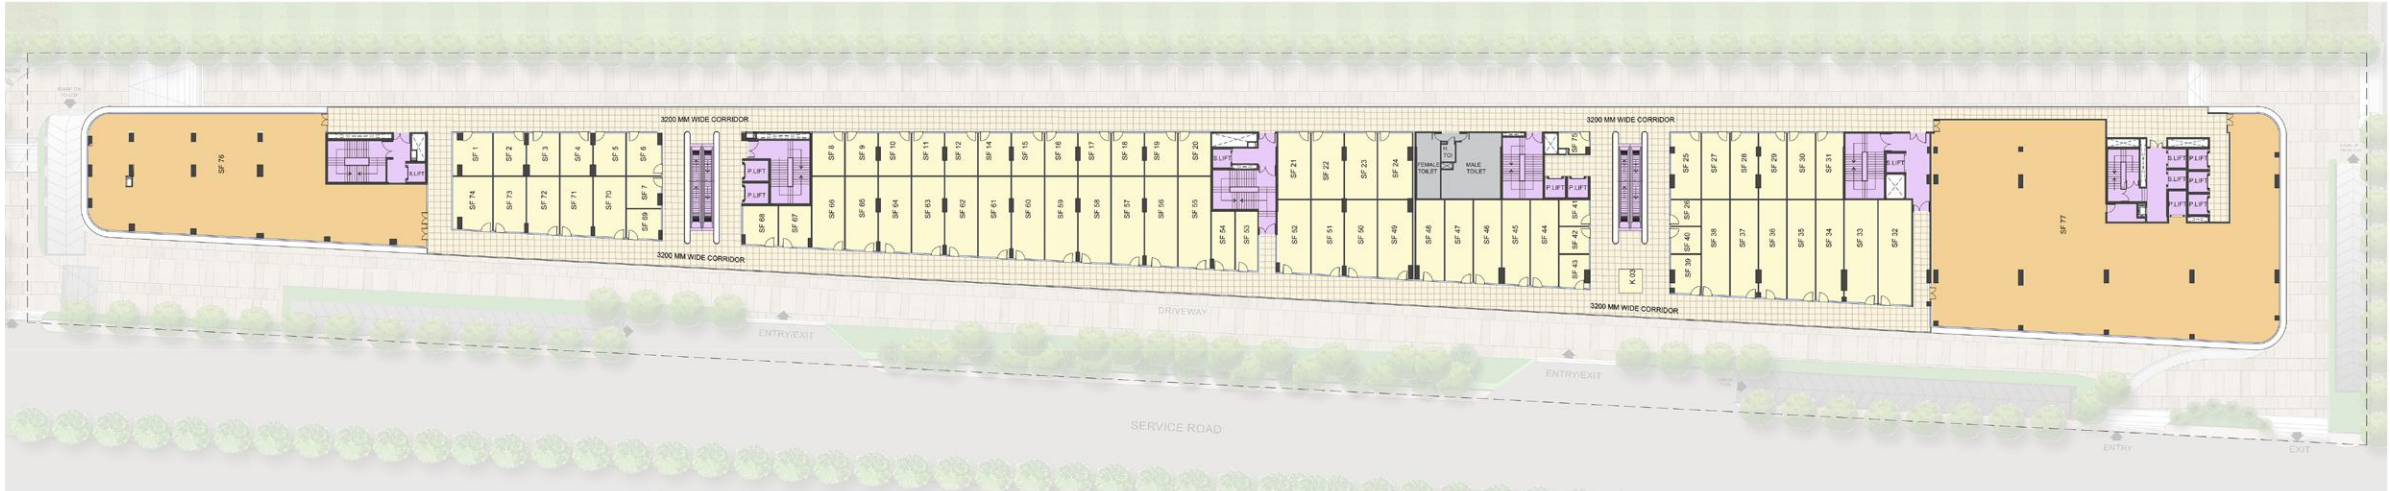 3200 MM WIDE CORRIDOR
3200 MM WIDE CORRIDOR
SF 76
S.LIFT
SF 1
SF 2
SF 3
SF 4
SF 5
SF 6
SF 7
SF 74
SF 73
SF 72
SF 71
SF 70
SF 69
P.LIFT
P.LIFT
SF 68
SF 67
SF 8
SF 9
SF 10
SF 11
SF 12
SF 14
SF 15
SF 16
SF 17
SF 18
SF 19
SF 20
SF 66
SF 65
SF 64
SF 63
SF 62
SF 61
SF 60
SF 59
SF 58
SF 57
SF 56
SF 55
S.LIFT
SF 54
SF 53
SF 21
SF 22
SF 23
SF 24
SF 52
SF 51
SF 50
SF 49
FEMALE
TOILET
TOI
MALE
TOILET
P.LIFT
P.LIFT
SF 75
SF 48
SF 47
SF 46
SF 45
SF 44
SF 41
SF 42
SF 43
K 03
SF 25
SF 27
SF 28
SF 29
SF 30
SF 31
SF 26
SF 40
SF 39
SF 38
SF 37
SF 36
SF 35
SF 34
SF 33
SF 32
S.LIFT
SF 77
S.LIFT
P.LIFT
S.LIFT
P.LIFT
P.LIFT
P.LIFT
3200 MM WIDE CORRIDOR
3200 MM WIDE CORRIDOR
DRIVEWAY
ENTRY/EXIT
ENTRY/EXIT
SERVICE ROAD
ENTRY
EXIT